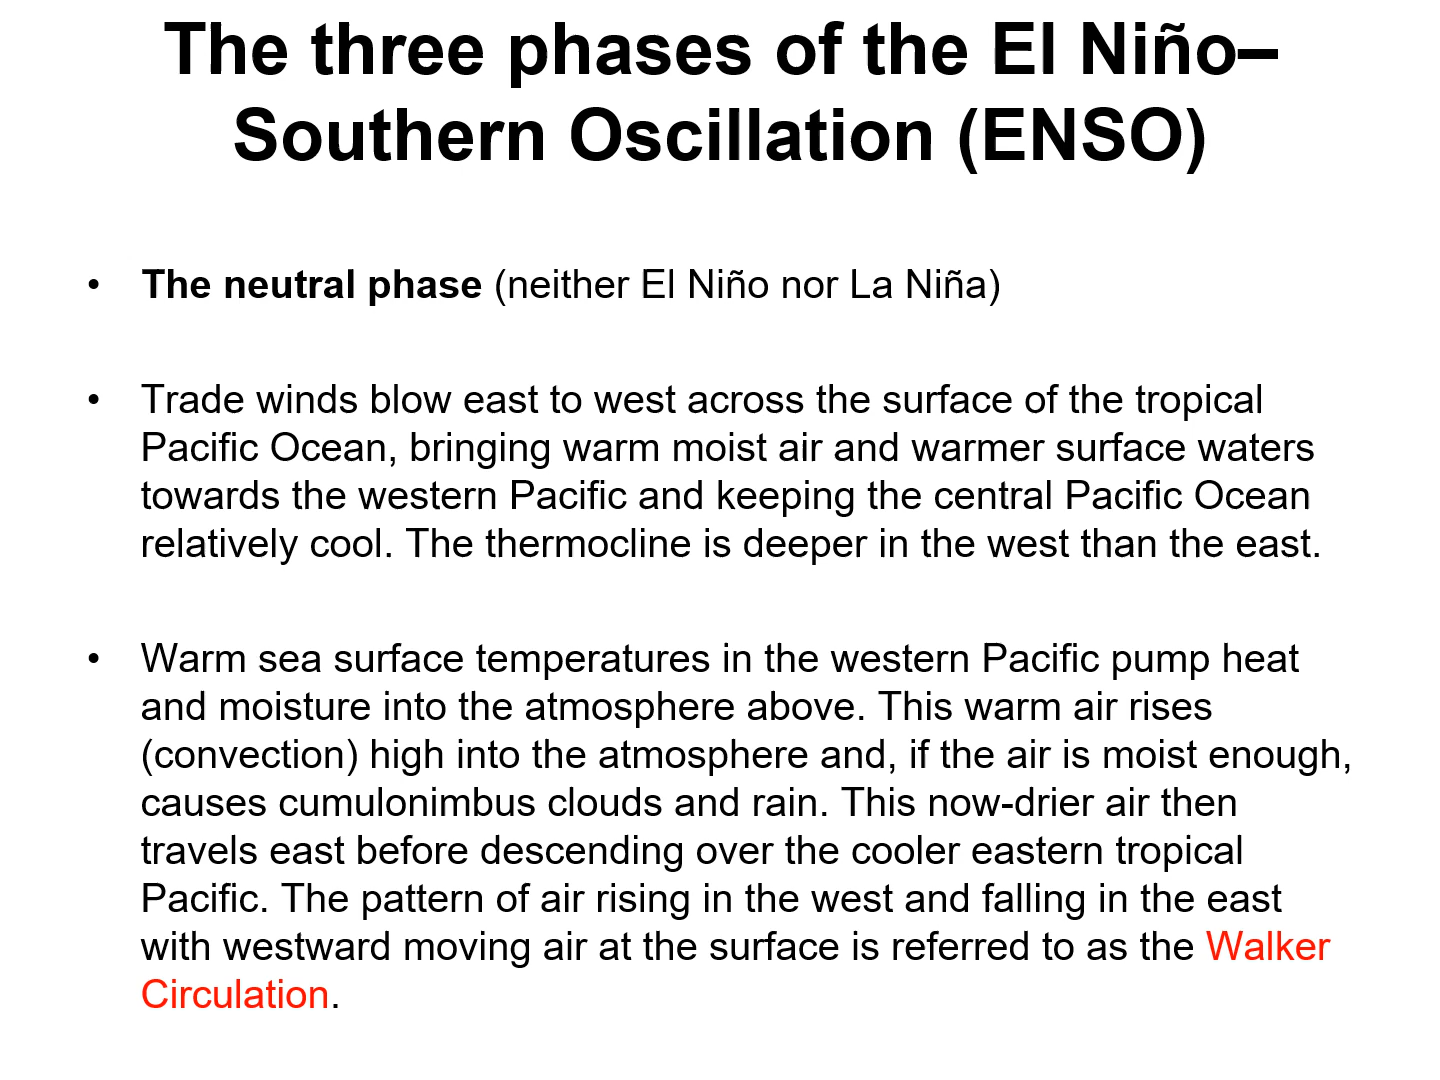 The three phases of the El Niño–
Southern Oscillation (ENSO)
• The neutral phase (neither El Niño nor La Niña)
• Trade winds blow east to west across the surface of the tropical
Pacific Ocean, bringing warm moist air and warmer surface waters
towards the western Pacific and keeping the central Pacific Ocean
relatively cool. The thermocline is deeper in the west than the east.
• Warm sea surface temperatures in the western Pacific pump heat
and moisture into the atmosphere above. This warm air rises
(convection) high into the atmosphere and, if the air is moist enough,
causes cumulonimbus clouds and rain. This now-drier air then
travels east before descending over the cooler eastern tropical
Pacific. The pattern of air rising in the west and falling in the east
with westward moving air at the surface is referred to as the Walker
Circulation.